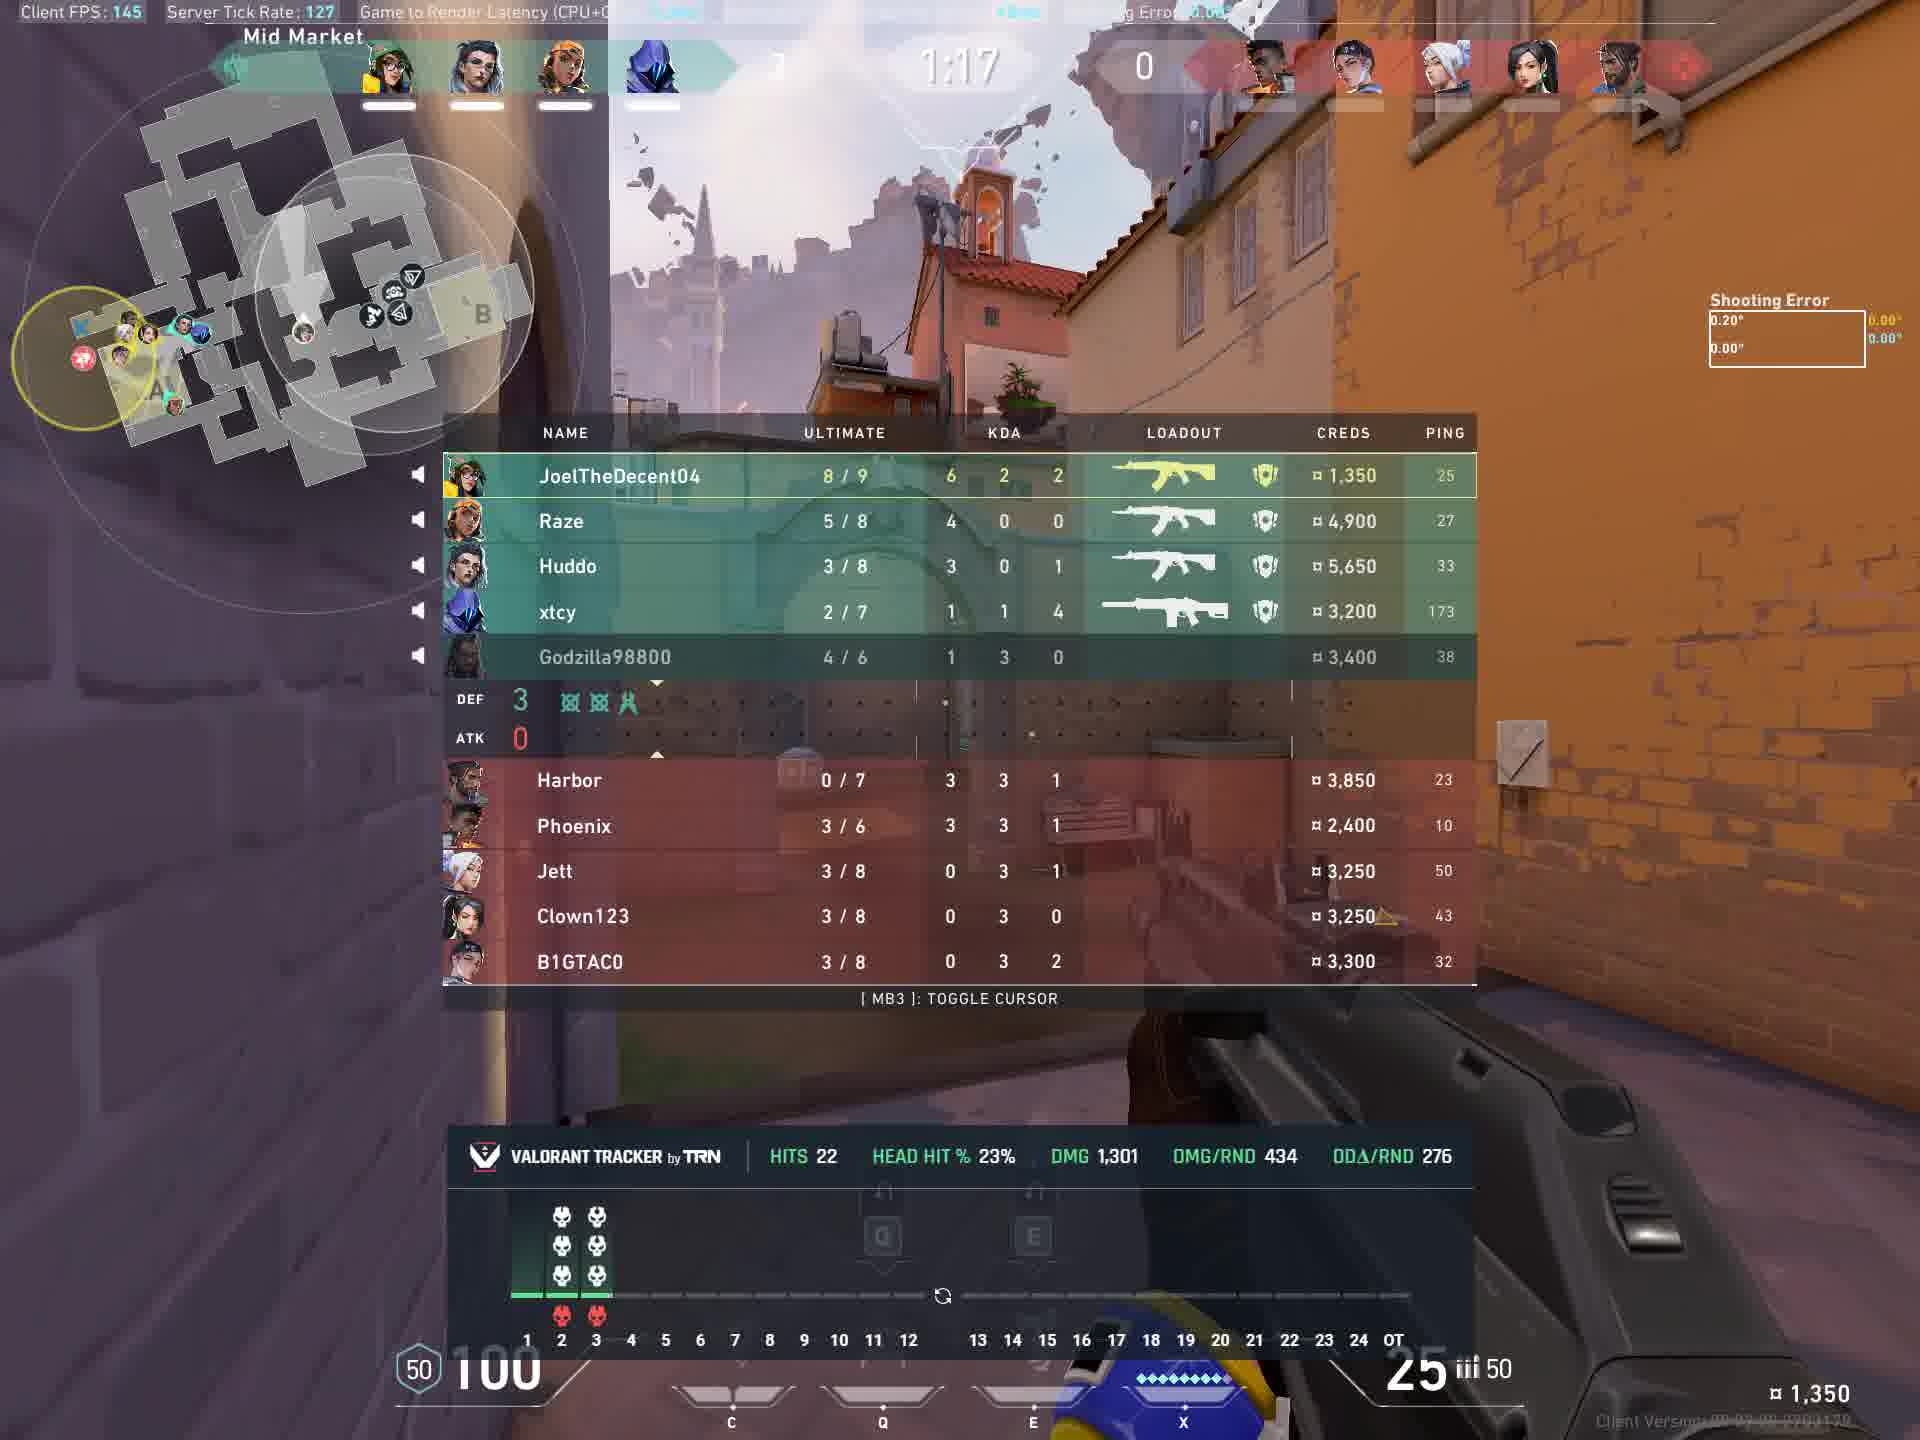 Client FPS: 145 Server Tick Rate: 127 Game to Render Latency (CPU+G
g Error 0.00°
Mid Market
1:17
0
B
A
Shooting Error
0.20° 0.00°
0.00° 0.00°
NAME ULTIMATE KDA LOADOUT CREDS PING
JoelTheDecent04 8 / 9 6 2 2 ¤ 1,350 25
Raze 5 / 8 4 0 0 ¤ 4,900 27
Huddo 3 / 8 3 0 1 ¤ 5,650 33
xtcy 2 / 7 1 1 4 ¤ 3,200 173
Godzilla98800 4 / 6 1 3 0 ¤ 3,400 38
DEF 3
ATK 0
Harbor 0 / 7 3 3 1 ¤ 3,850 23
Phoenix 3 / 6 3 3 1 ¤ 2,400 10
Jett 3 / 8 0 3 1 ¤ 3,250 50
Clown123 3 / 8 0 3 0 ¤ 3,250 43
B1GTAC0 3 / 8 0 3 2 ¤ 3,300 32
[ MB3 ]: TOGGLE CURSOR
VALORANT TRACKER by TRN HITS 22 HEAD HIT % 23% DMG 1,301 DMG/RND 434 DDΔ/RND 276
Q E
1 2 3 4 5 6 7 8 9 10 11 12 13 14 15 16 17 18 19 20 21 22 23 24 OT
50 100 25 50
¤ 1,350
C Q E X
Client Version: